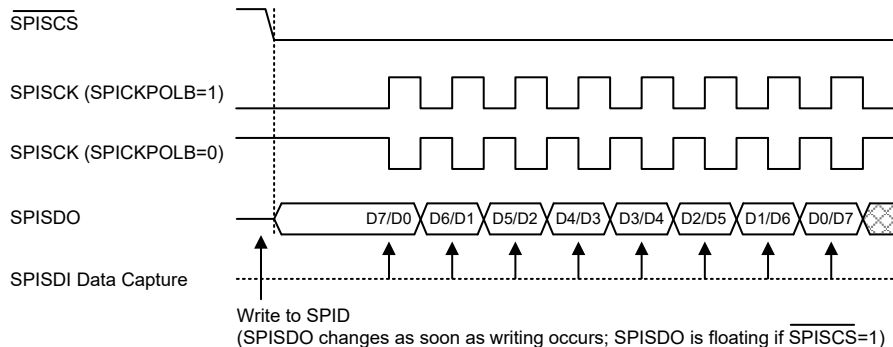 SPISCS
SPISCK (SPICKPOLB=1)
SPISCK (SPICKPOLB=0)
SPISDO D7/D0 D6/D1 D5/D2 D4/D3 D3/D4 D2/D5 D1/D6 D0/D7
SPISDI Data Capture
Write to SPID
(SPISDO changes as soon as writing occurs; SPISDO is floating if SPISCS=1)